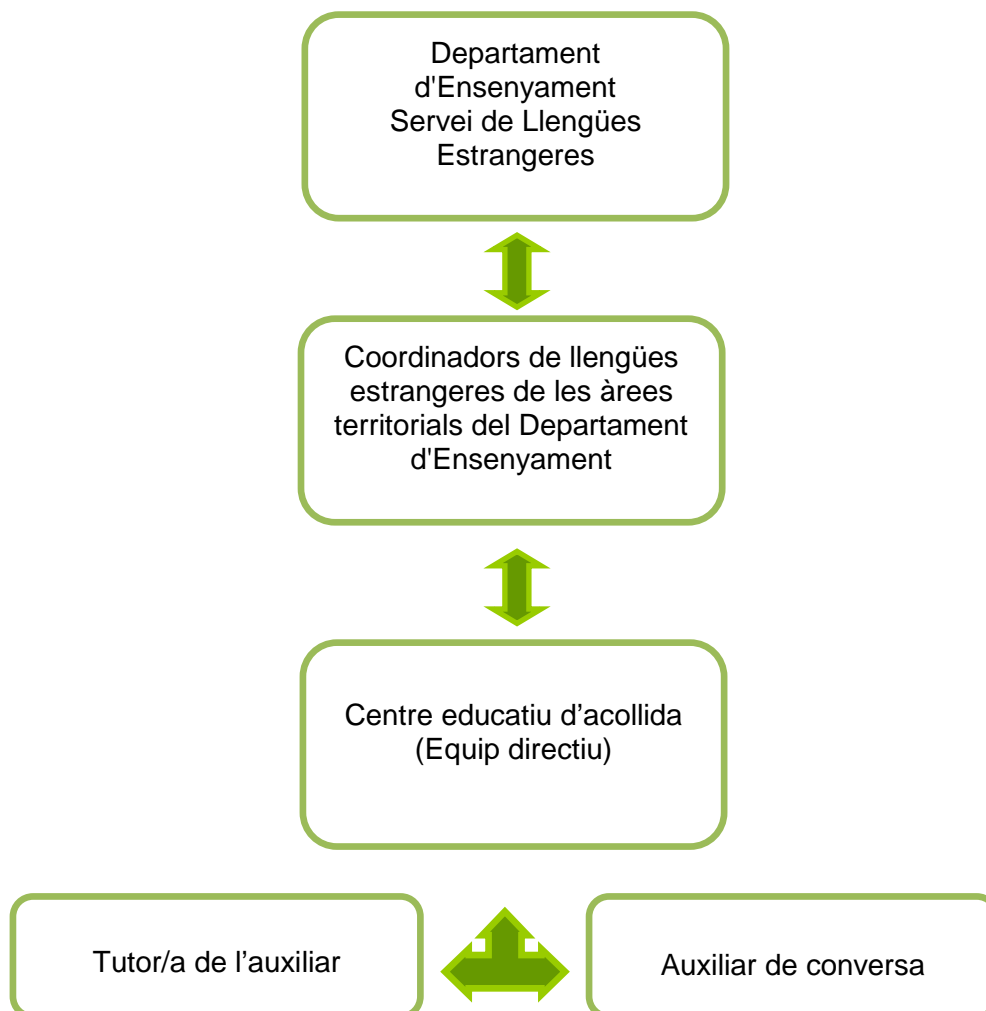 Departament
d'Ensenyament
Servei de Llengües
Estrangeres
Coordinadors de llengües
estrangeres de les àrees
territorials del Departament
d'Ensenyament
Centre educatiu d’acollida
(Equip directiu)
Tutor/a de l’auxiliar
Auxiliar de conversa